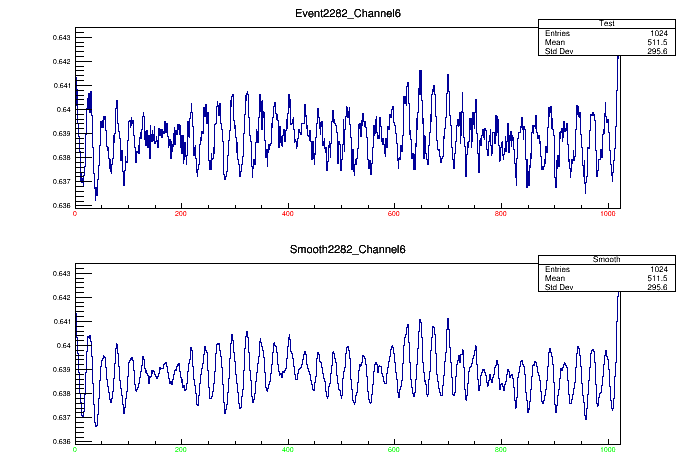 Event2282_Channel6
Test
Entries 1024
Mean 511.5
Std Dev 295.6
0.643
0.642
0.641
0.64
0.639
0.638
0.637
0.636
0 200 400 600 800 1000
Smooth2282_Channel6
Smooth
Entries 1024
Mean 511.5
Std Dev 295.6
0.643
0.642
0.641
0.64
0.639
0.638
0.637
0.636
0 200 400 600 800 1000